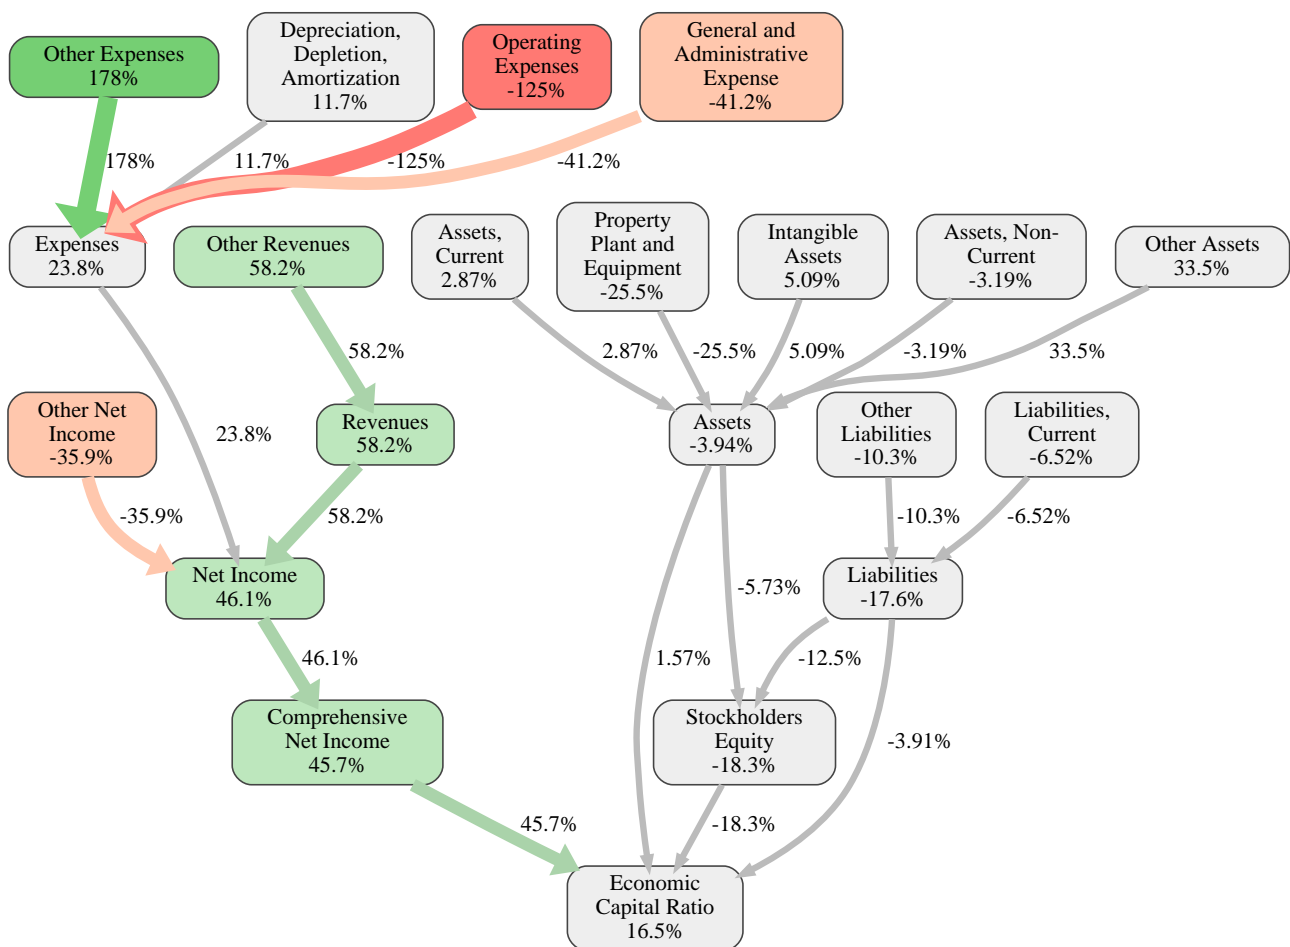 Other Expenses
178%
Depreciation,
Depletion,
Amortization
11.7%
Operating
Expenses
-125%
General and
Administrative
Expense
-41.2%
178%
11.7%
-125%
-41.2%
Expenses
23.8%
Other Revenues
58.2%
Assets,
Current
2.87%
Property
Plant and
Equipment
-25.5%
Intangible
Assets
5.09%
Assets, Non-
Current
-3.19%
Other Assets
33.5%
58.2%
2.87%
-25.5%
5.09%
-3.19%
33.5%
Other Net
Income
-35.9%
23.8%
Revenues
58.2%
Assets
-3.94%
Other
Liabilities
-10.3%
Liabilities,
Current
-6.52%
-35.9%
58.2%
-10.3%
-6.52%
Net Income
46.1%
-5.73%
Liabilities
-17.6%
46.1%
1.57%
-12.5%
Comprehensive
Net Income
45.7%
Stockholders
Equity
-18.3%
-3.91%
45.7%
-18.3%
Economic
Capital Ratio
16.5%